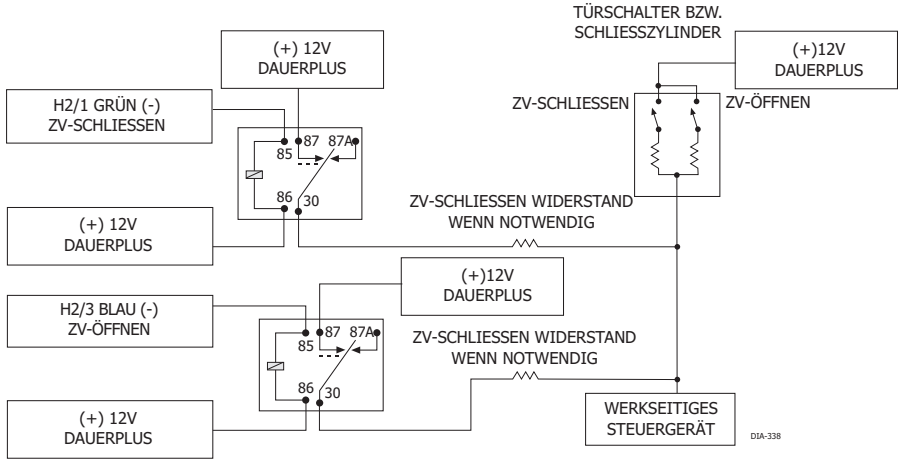 TÜRSCHALTER BZW.
SCHLIESSZYLINDER
(+) 12V
DAUERPLUS
(+)12V
DAUERPLUS
H2/1 GRÜN (-)
ZV-SCHLIESSEN
ZV-SCHLIESSEN
ZV-ÖFFNEN
87
87A
85
86
30
ZV-SCHLIESSEN WIDERSTAND
WENN NOTWENDIG
(+) 12V
DAUERPLUS
(+)12V
DAUERPLUS
H2/3 BLAU (-)
ZV-ÖFFNEN
87
87A
85
86
30
ZV-SCHLIESSEN WIDERSTAND
WENN NOTWENDIG
(+) 12V
DAUERPLUS
WERKSEITIGES
STEUERGERÄT
DIA-338